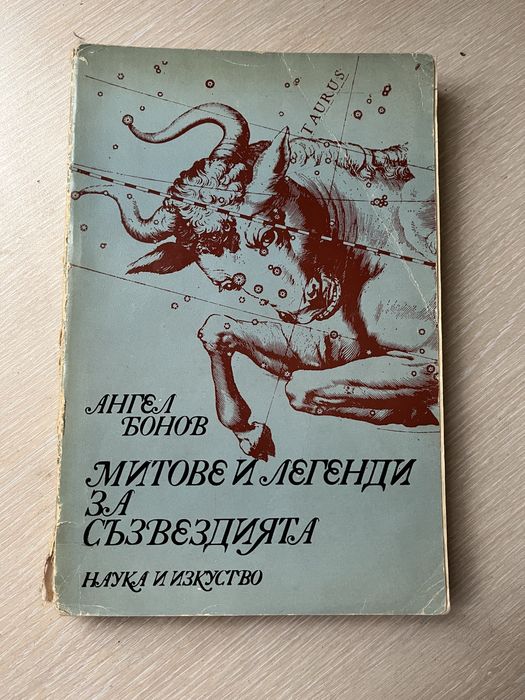 TAURUS
АНГЕЛ
БОНОВ
МИТОВЕ И ЛЕГЕНДИ
ЗА
СЪЗВЕЗДИЯТА
НАУКА И ИЗКУСТВО